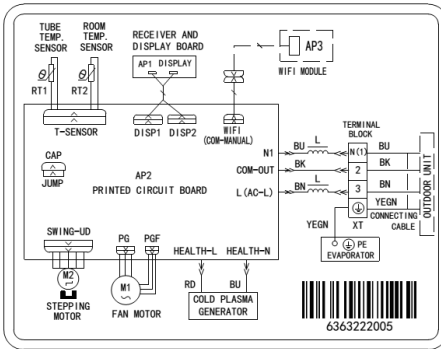 TUBE
TEMP.
SENSOR
ROOM
TEMP.
SENSOR
RECEIVER AND
DISPLAY BOARD
AP1 DISPLAY
AP3
WIFI MODULE
θ
RT1
θ
RT2
T-SENSOR
DISP1
DISP2
WIFI
(COM-MANUAL)
TERMINAL
BLOCK
N1
BU
L
N(1)
BU
COM-OUT
BK
2
BK
L(AC-L)
BN
L
3
BN
YEGN
XT
CONNECTING
CABLE
OUTDOOR UNIT
CAP
JUMP
AP2
PRINTED CIRCUIT BOARD
YEGN
PE
EVAPORATOR
SWING-UD
PG
PGF
HEALTH-L
HEALTH-N
M2
M1
RD
BU
STEPPING
MOTOR
FAN MOTOR
COLD PLASMA
GENERATOR
6363222005